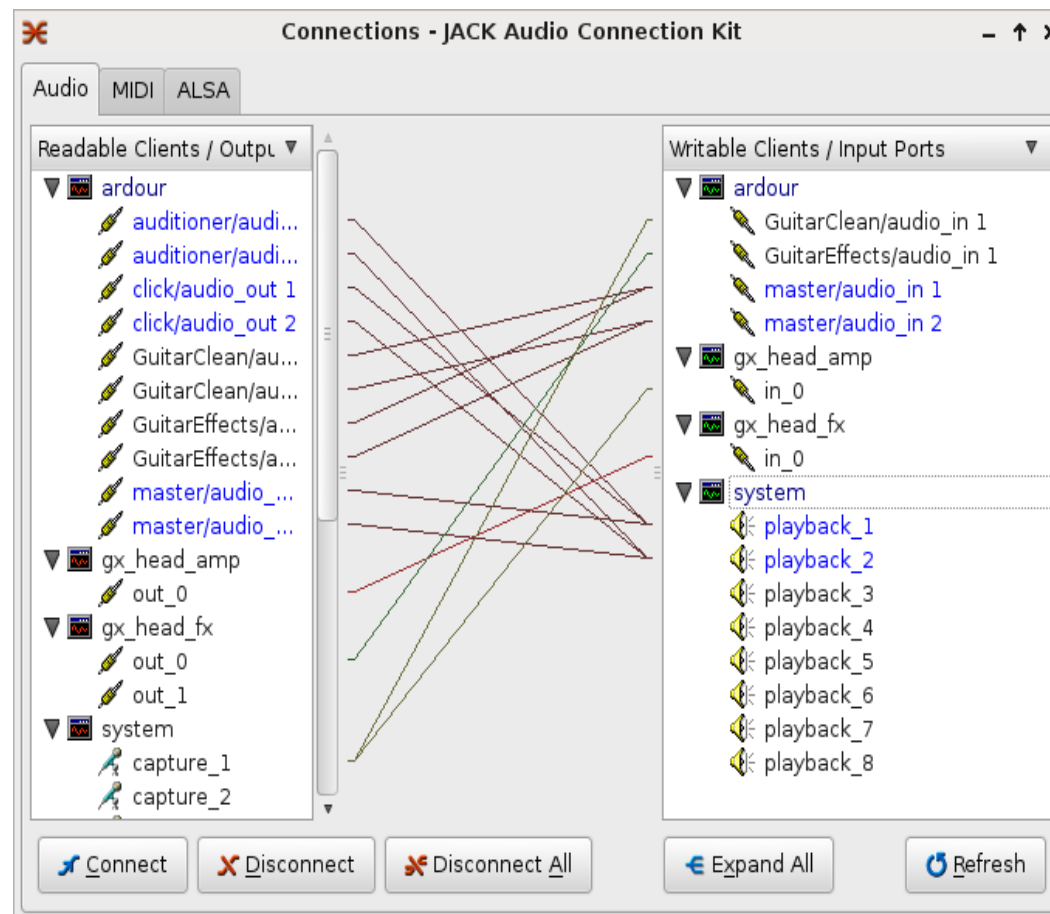 Connections - JACK Audio Connection Kit
Audio MIDI ALSA
Readable Clients / Outpu
ardour
auditioner/audi...
auditioner/audi...
click/audio_out 1
click/audio_out 2
GuitarClean/au...
GuitarClean/au...
GuitarEffects/a...
GuitarEffects/a...
master/audio_...
master/audio_...
gx_head_amp
out_0
gx_head_fx
out_0
out_1
system
capture_1
capture_2
Writable Clients / Input Ports
ardour
GuitarClean/audio_in 1
GuitarEffects/audio_in 1
master/audio_in 1
master/audio_in 2
gx_head_amp
in_0
gx_head_fx
in_0
system
playback_1
playback_2
playback_3
playback_4
playback_5
playback_6
playback_7
playback_8
Connect Disconnect Disconnect All Expand All Refresh